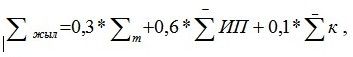 ∑ жыл =0,3* ∑ т +0,6* ∑̄ ИП + 0,1* ∑̄ к ,